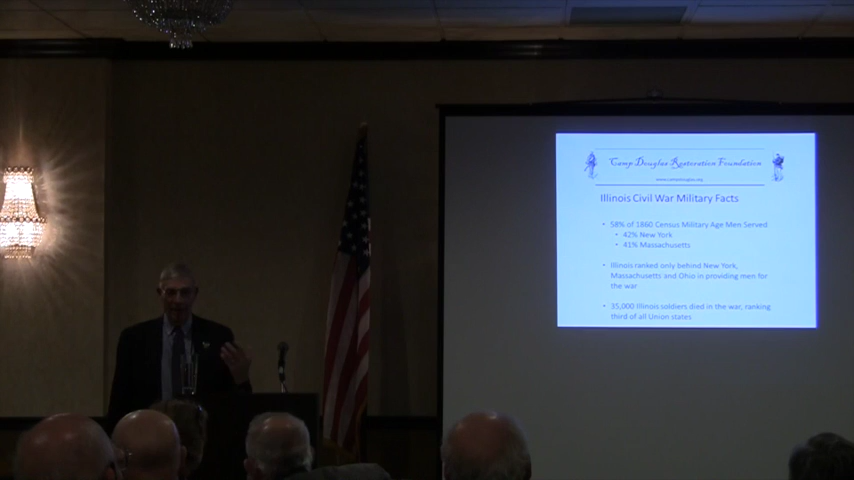 Camp Douglas Restoration Foundation
www.campdouglas.org
Illinois Civil War Military Facts
• 58% of 1860 Census Military Age Men Served
• 42% New York
• 41% Massachusetts
• Illinois ranked only behind New York,
Massachusetts and Ohio in providing men for
the war
• 35,000 Illinois soldiers died in the war, ranking
third of all Union states